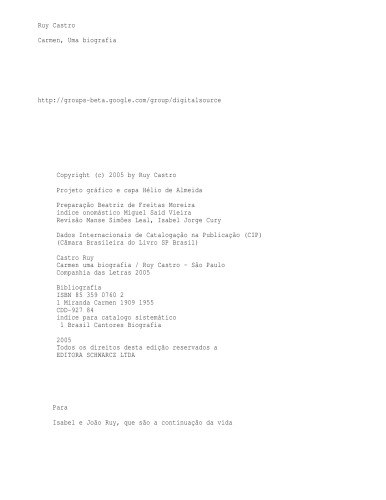 Ruy Castro
Carmen, Uma biografia
http://groups-beta.google.com/group/digitalsource
Copyright (c) 2005 by Ruy Castro
Projeto gráfico e capa Hélio de Almeida
Preparação Beatriz de Freitas Moreira
índice onomástico Miguel Said Vieira
Revisão Manse Simões Leal, Isabel Jorge Cury
Dados Internacionais de Catalogação na Publicação (CIP)
(Câmara Brasileira do Livro SP Brasil)
Castro Ruy
Carmen uma biografia / Ruy Castro - São Paulo
Companhia das Letras 2005
Bibliografia
ISBN 85 359 0760 2
1 Miranda Carmen 1909 1955
CDD-927 84
índice para catalogo sistemático
1 Brasil Cantores Biografia
2005
Todos os direitos desta edição reservados a
EDITORA SCHWARCZ LTDA
Para
Isabel e João Ruy, que são a continuação da vida